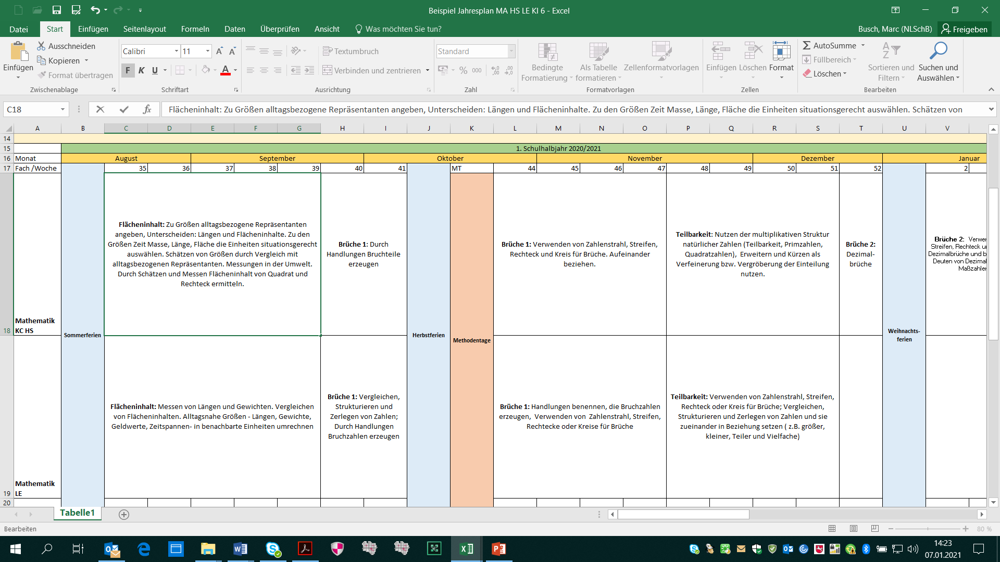 Beispiel Jahresplan MA HS LE Kl 6 - Excel
Datei Start Einfügen Seitenlayout Formeln Daten Überprüfen Ansicht Was möchten Sie tun? Busch, Marc (NLSchB) Freigeben
Einfügen
Ausschneiden
Kopieren
Format übertragen
Zwischenablage
Calibri 11
F K U
Schriftart
Textumbruch
Verbinden und zentrieren
Ausrichtung
Standard
% 000
Zahl
Bedingte Formatierung
Als Tabelle formatieren
Zellenformatvorlagen
Formatvorlagen
Einfügen Löschen Format
Zellen
AutoSumme
Füllbereich
Löschen
Sortieren und Filtern
Suchen und Auswählen
Bearbeiten
C18
Flächeninhalt: Zu Größen alltagsbezogene Repräsentanten angeben, Unterscheiden: Längen und Flächeninhalte. Zu den Größen Zeit Masse, Länge, Fläche die Einheiten situationsgerecht auswählen. Schätzen von
A B C D E F G H I J K L M N O P Q R S T U V
14
15 1. Schulhalbjahr 2020/2021
16 Monat August September Oktober November Dezember Januar
17 Fach /Woche 35 36 37 38 39 40 41 MT 44 45 46 47 48 49 50 51 52 2
18
Mathematik
KC HS
Sommerferien
Flächeninhalt: Zu Größen alltagsbezogene Repräsentanten
angeben, Unterscheiden: Längen und Flächeninhalte. Zu den
Größen Zeit Masse, Länge, Fläche die Einheiten situationsgerecht
auswählen. Schätzen von Größen durch Vergleich mit
alltagsbezogenen Repräsentanten. Messungen in der Umwelt.
Durch Schätzen und Messen Flächeninhalt von Quadrat und
Rechteck ermitteln.
Brüche 1: Durch
Handlungen Bruchteile
erzeugen
Herbstferien
Methodentage
Brüche 1: Verwenden von Zahlenstrahl, Streifen,
Rechteck und Kreis für Brüche. Aufeinander
beziehen.
Teilbarkeit: Nutzen der multiplikativen Struktur
natürlicher Zahlen (Teilbarkeit, Primzahlen,
Quadratzahlen), Erweitern und Kürzen als
Verfeinerung bzw. Vergröberung der Einteilung
nutzen.
Brüche 2:
Dezimal-
brüche
Weihnachts-
ferien
Brüche 2: Verwen
Streifen, Rechteck u
Dezimalbrüche und b
Deuten von Dezimal
Maßzahler
19
Mathematik
LE
Flächeninhalt: Messen von Längen und Gewichten. Vergleichen
von Flächeninhalten. Alltagsnahe Größen - Längen, Gewichte,
Geldwerte, Zeitspannen- in benachbarte Einheiten umrechnen
Brüche 1: Vergleichen,
Strukturieren und
Zerlegen von Zahlen;
Durch Handlungen
Bruchzahlen erzeugen
Brüche 1: Handlungen benennen, die Bruchzahlen
erzeugen, Verwenden von Zahlenstrahl, Streifen,
Rechtecke oder Kreise für Brüche
Teilbarkeit: Verwenden von Zahlenstrahl, Streifen,
Rechteck oder Kreis für Brüche; Vergleichen,
Strukturieren und Zerlegen von Zahlen und sie
zueinander in Beziehung setzen ( z.B. größer,
kleiner, Teiler und Vielfache)
20
Tabelle1
Bearbeiten
80 %
14:23
07.01.2021